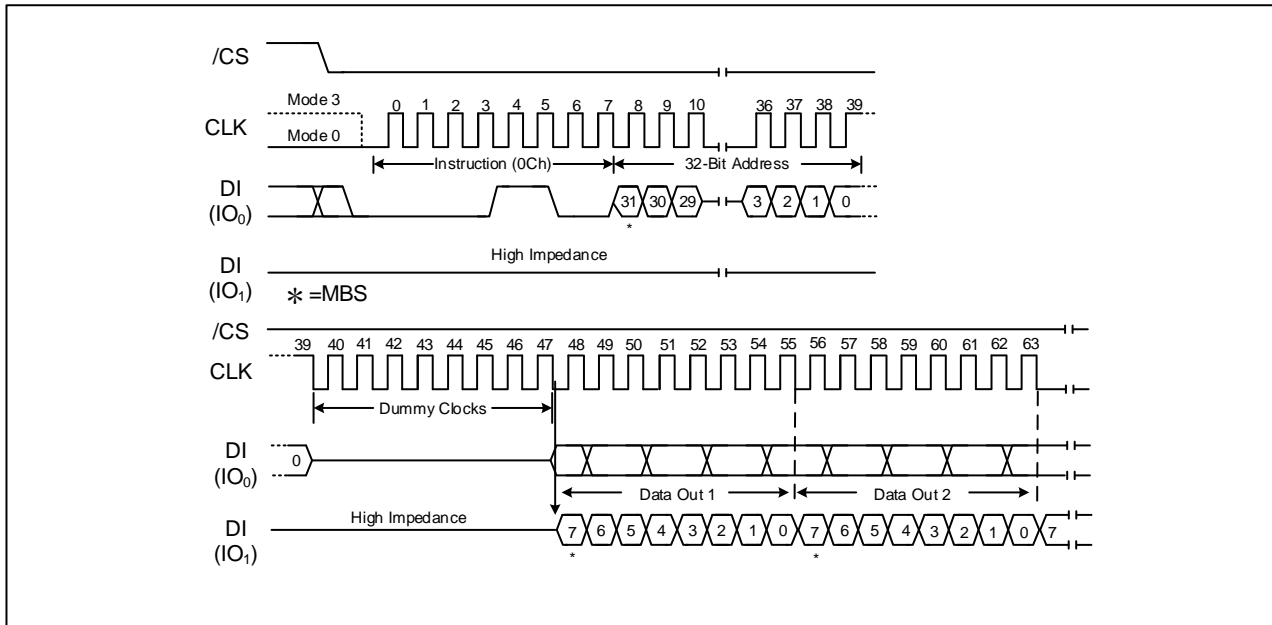 /CS
Mode 3
0 1 2 3 4 5 6 7 8 9 10 36 37 38 39
CLK
Mode 0
Instruction (0Ch) 32-Bit Address
DI
(IO₀)
31 30 29 3 2 1 0
*
High Impedance
DI
(IO₁)
* =MBS
/CS
39 40 41 42 43 44 45 46 47 48 49 50 51 52 53 54 55 56 57 58 59 60 61 62 63
CLK
Dummy Clocks
DI
(IO₀)
0
Data Out 1 Data Out 2
High Impedance
DI
(IO₁)
7 6 5 4 3 2 1 0 7 6 5 4 3 2 1 0 7
* *